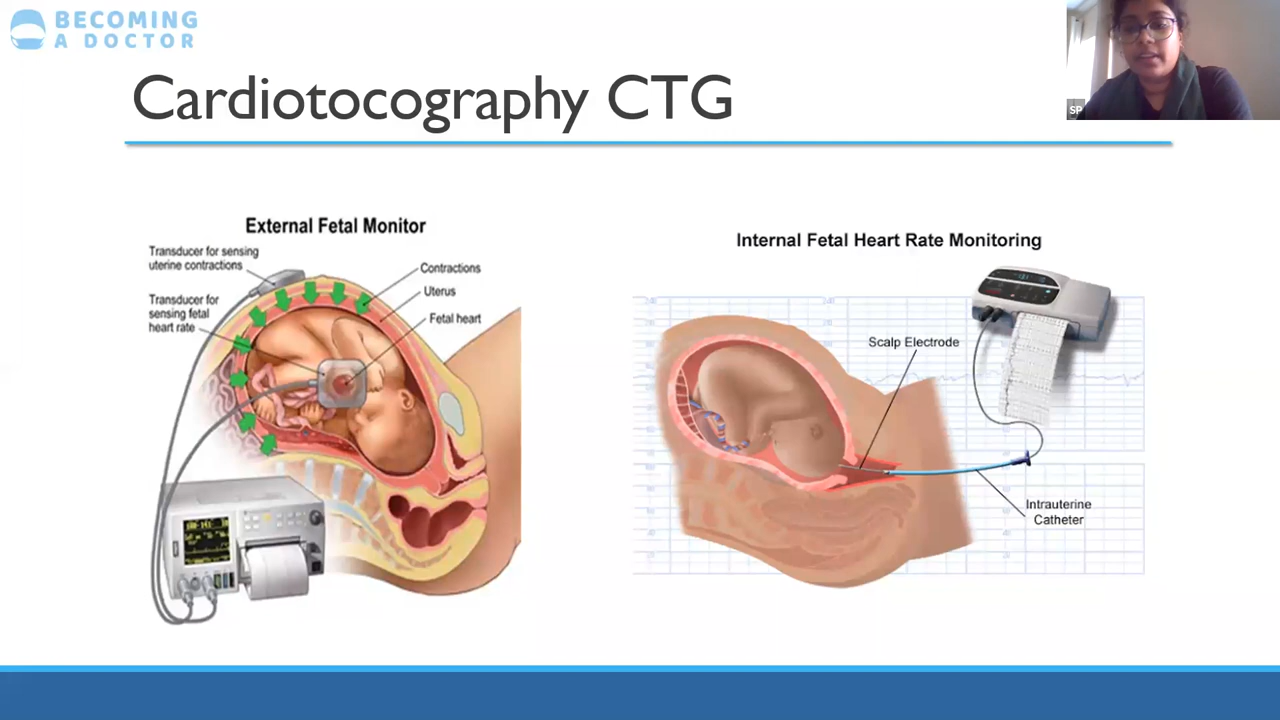 BECOMING
A DOCTOR
Cardiotocography CTG
SP
External Fetal Monitor
Transducer for sensing
uterine contractions
Transducer for
sensing fetal
heart rate
Contractions
Uterus
Fetal heart
Internal Fetal Heart Rate Monitoring
Scalp Electrode
Intrauterine
Catheter